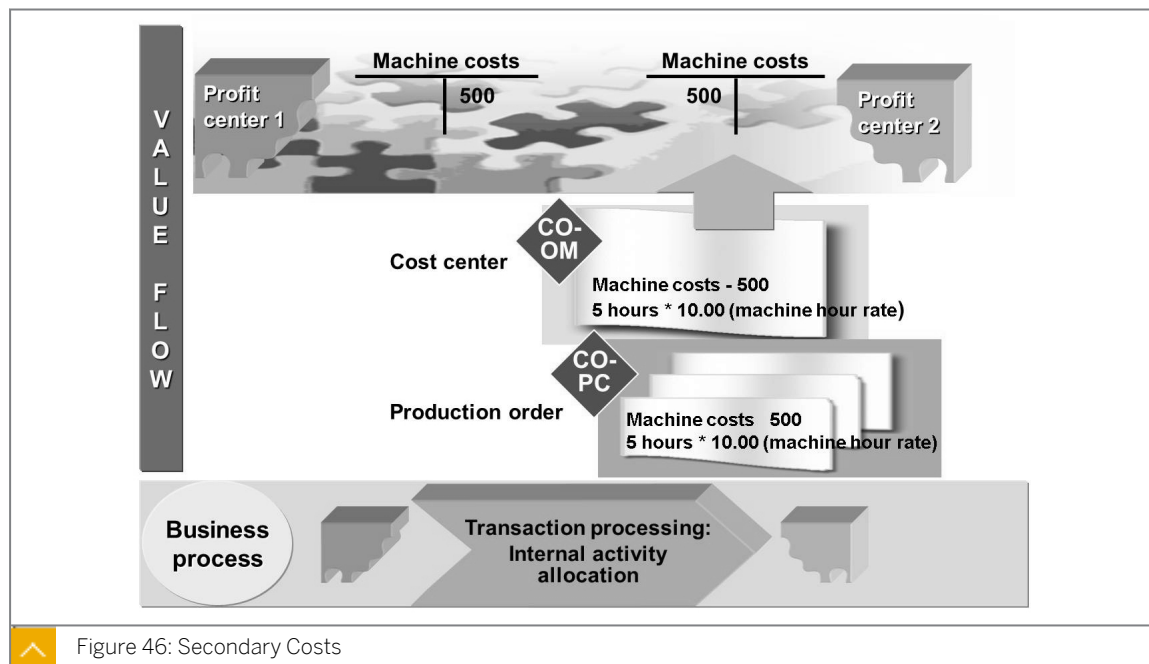 VALUE FLOW
Profit
center 1
Machine costs
500
Machine costs
500
Profit
center 2
CO-
OM
Cost center
Machine costs - 500
5 hours * 10.00 (machine hour rate)
CO-
PC
Production order
Machine costs 500
5 hours * 10.00 (machine hour rate)
Business
process
Transaction processing:
Internal activity
allocation
Figure 46: Secondary Costs